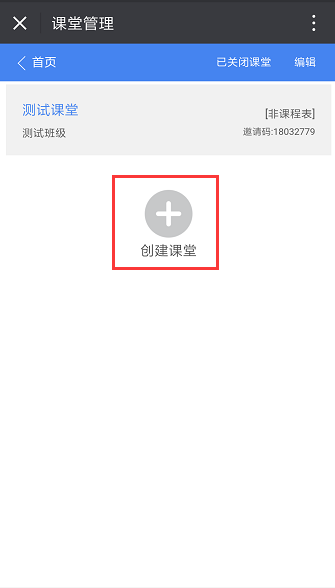 课堂管理
首页 已关闭课堂 编辑
测试课堂
[非课程表]
测试班级
邀请码:18032779
创建课堂